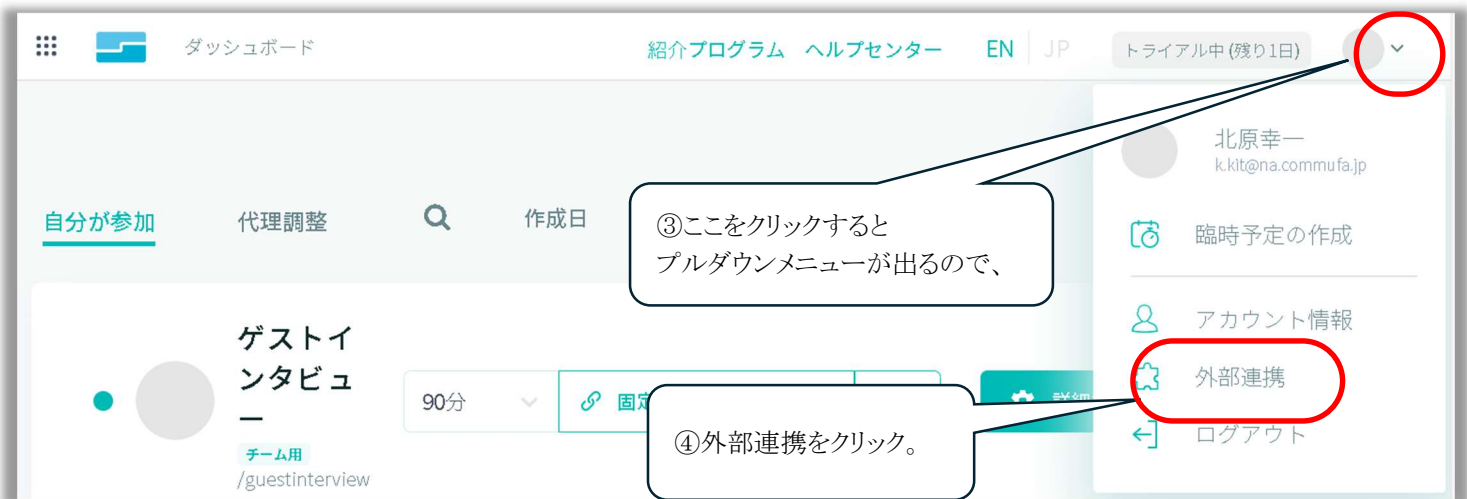 ダッシュボード
紹介プログラム ヘルプセンター EN JP トライアル中 (残り1日)
北原幸一
k.kit@na.commufa.jp
自分が参加 代理調整 作成日
③ここをクリックすると
プルダウンメニューが出るので、
臨時予定の作成
アカウント情報
外部連携
ログアウト
ゲストイ
ンタビュ
ー
チーム用
/guestinterview
90分
④外部連携をクリック。